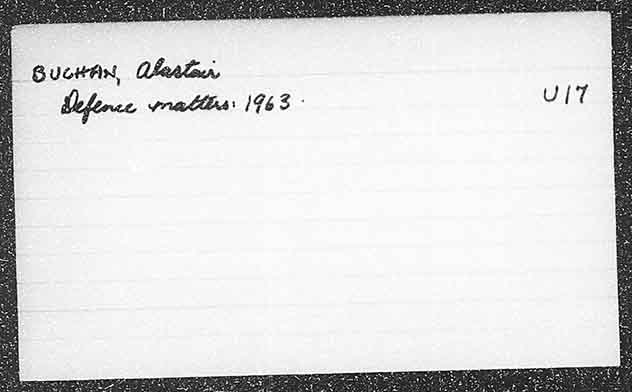 BUCHAN, Alastair
Defence matters: 1963. U17